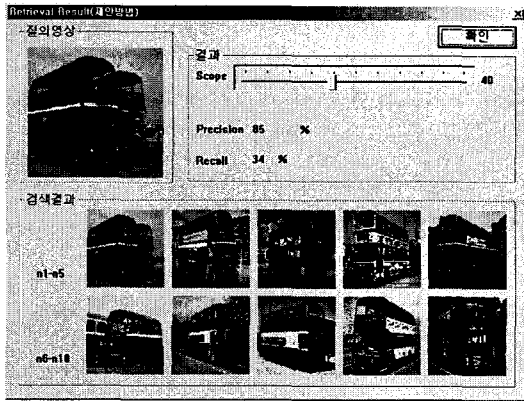 Retrieval Result(제안방법)
질의영상
확인
결과
Scope
40
Precision 85 %
Recall 34 %
검색결과
n1-n5
n6-n10